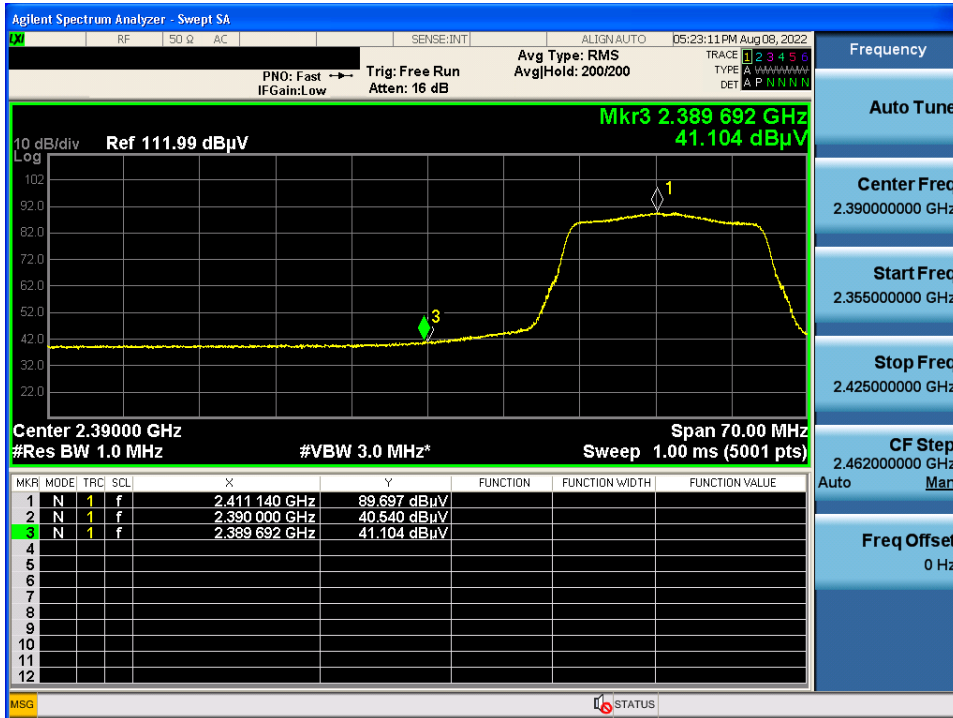 Agilent Spectrum Analyzer - Swept SA
LXI RF 50 Ω AC SENSE:INT ALIGN AUTO 05:23:11 PM Aug 08, 2022
PNO: Fast Trig: Free Run Avg Type: RMS TRACE 1 2 3 4 5 6
IFGain:Low Atten: 16 dB Avg|Hold: 200/200 TYPE A WWWWW
DET A P N N N N
Mkr3 2.389 692 GHz
41.104 dBµV
10 dB/div Ref 111.99 dBµV
Log
102
92.0
82.0
72.0
62.0
52.0
42.0
32.0
22.0
1
3
Center 2.39000 GHz Span 70.00 MHz
#Res BW 1.0 MHz #VBW 3.0 MHz* Sweep 1.00 ms (5001 pts)
MKR MODE TRC SCL X Y FUNCTION FUNCTION WIDTH FUNCTION VALUE
1 N 1 f 2.411 140 GHz 89.697 dBµV
2 N 1 f 2.390 000 GHz 40.540 dBµV
3 N 1 f 2.389 692 GHz 41.104 dBµV
4
5
6
7
8
9
10
11
12
MSG STATUS
Frequency
Auto Tune
Center Freq
2.390000000 GHz
Start Freq
2.355000000 GHz
Stop Freq
2.425000000 GHz
CF Step
2.462000000 GHz
Auto Man
Freq Offset
0 Hz